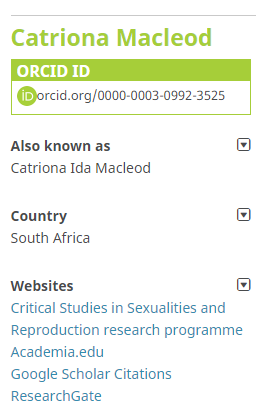 Catriona Macleod
ORCID ID
iD orcid.org/0000-0003-0992-3525
Also known as
Catriona Ida Macleod
Country
South Africa
Websites
Critical Studies in Sexualities and
Reproduction research programme
Academia.edu
Google Scholar Citations
ResearchGate